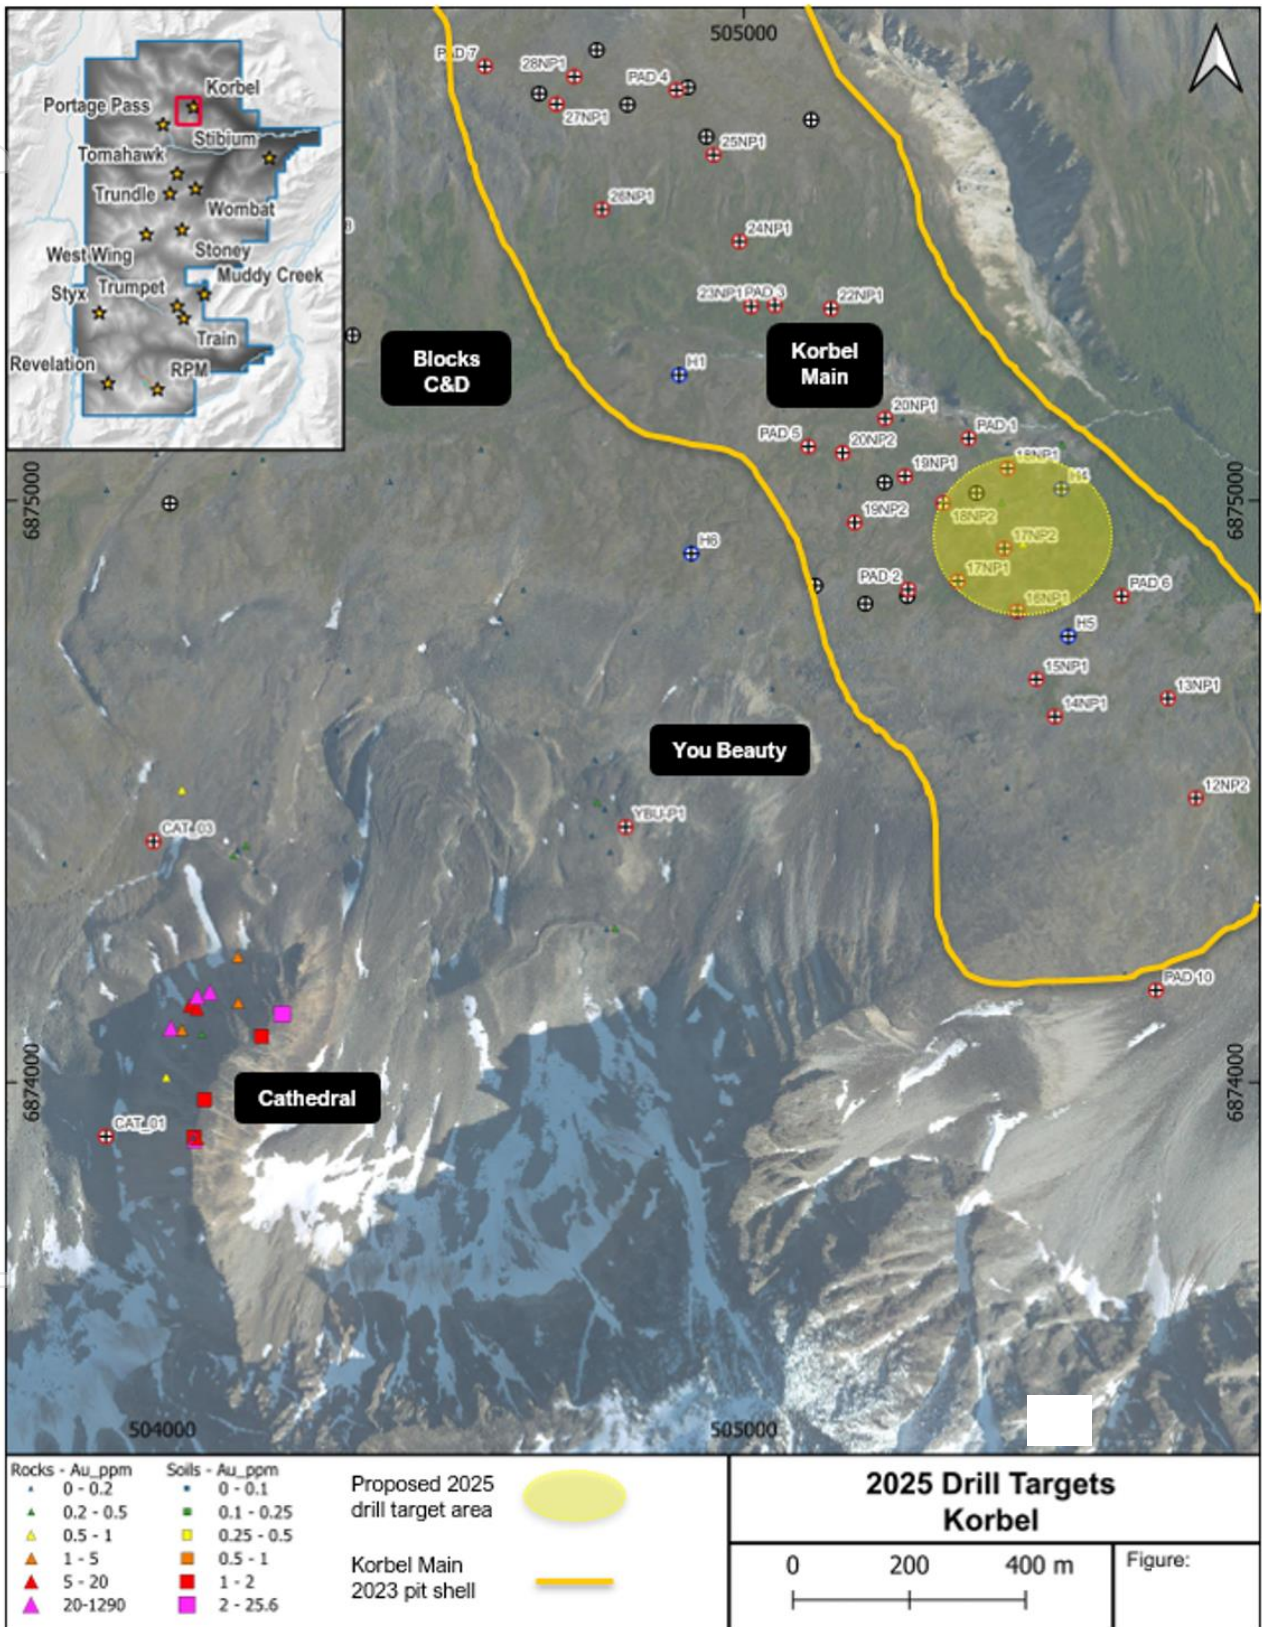 505000
PAD 7
28NP1
PAD 4
27NP1
25NP1
26NP1
24NP1
23NP1
PAD 3
22NP1
Korbel
Portage Pass
Stibium
Tomahawk
Trundle
Wombat
West Wing
Stoney
Muddy Creek
Styx
Trumpet
Train
Revelation
RPM
Blocks
C&D
Korbel
Main
H1
20NP1
PAD 5
20NP2
PAD 1
19NP1
18NP1
H4
6875000
6875000
19NP2
18NP2
17NP2
H6
17NP1
PAD 2
16NP1
PAD 6
H5
15NP1
13NP1
14NP1
You Beauty
12NP2
YBU-P1
CAT_03
PAD 10
6874000
6874000
Cathedral
CAT_01
504000
505000
Rocks - Au_ppm
0 - 0.2
0.2 - 0.5
0.5 - 1
1 - 5
5 - 20
20-1290
Soils - Au_ppm
0 - 0.1
0.1 - 0.25
0.25 - 0.5
0.5 - 1
1 - 2
2 - 25.6
Proposed 2025
drill target area
Korbel Main
2023 pit shell
2025 Drill Targets
Korbel
0 200 400 m
Figure: